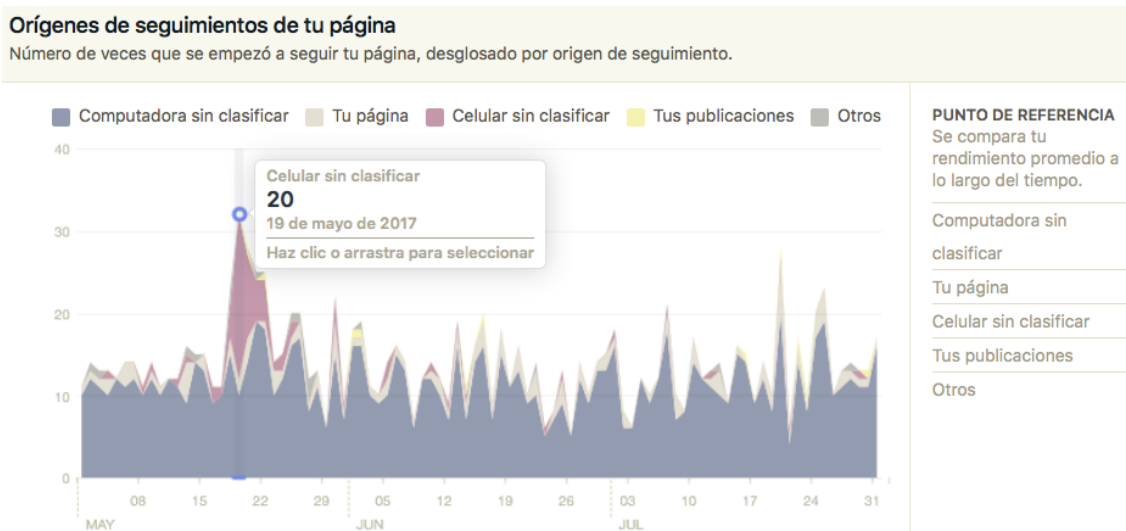 Orígenes de seguimientos de tu página
Número de veces que se empezó a seguir tu página, desglosado por origen de seguimiento.
Computadora sin clasificar Tu página Celular sin clasificar Tus publicaciones Otros
40
30
20
10
0
Celular sin clasificar
20
19 de mayo de 2017
Haz clic o arrastra para seleccionar
08 15 22 29 05 12 19 26 03 10 17 24 31
MAY JUN JUL
PUNTO DE REFERENCIA
Se compara tu
rendimiento promedio a
lo largo del tiempo.
Computadora sin
clasificar
Tu página
Celular sin clasificar
Tus publicaciones
Otros